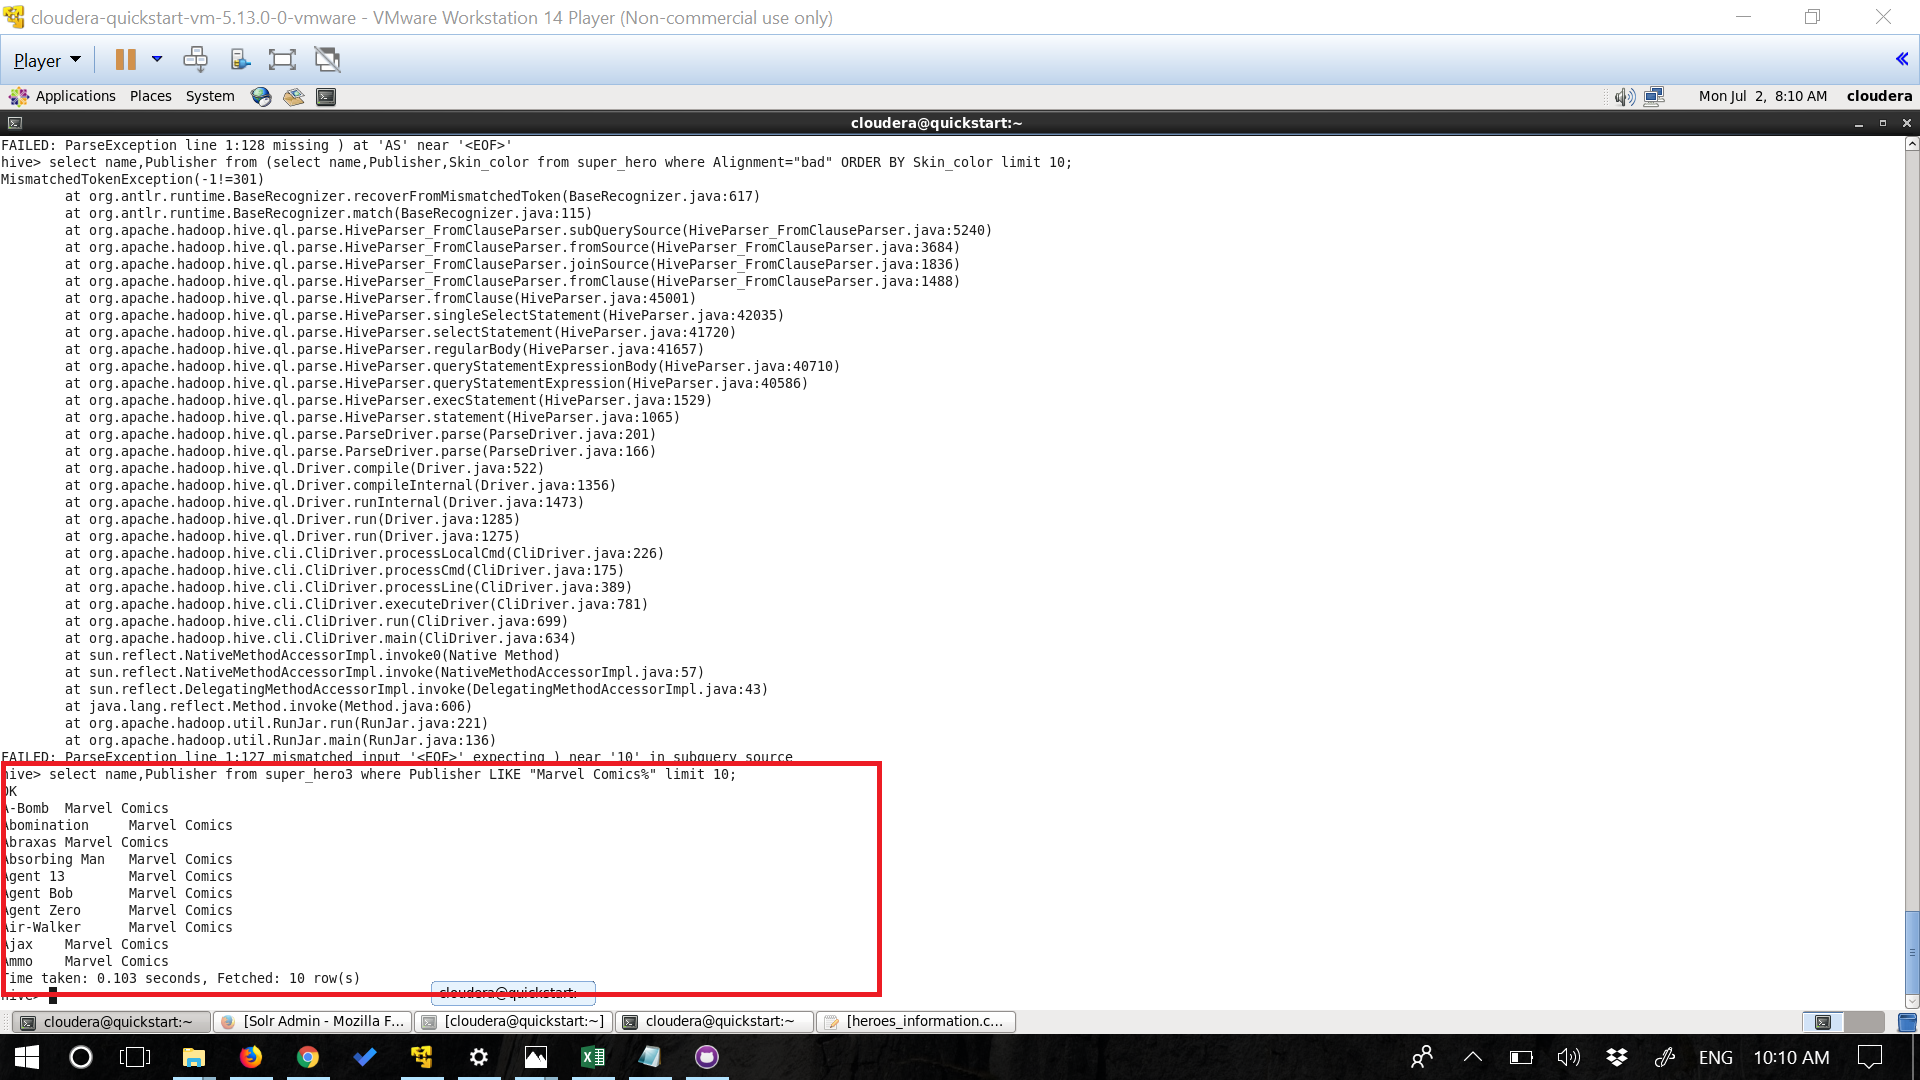 cloudera-quickstart-vm-5.13.0-0-vmware - VMware Workstation 14 Player (Non-commercial use only)
Player
Applications Places System Mon Jul 2, 8:10 AM cloudera
cloudera@quickstart:~
FAILED: ParseException line 1:128 missing ) at 'AS' near '<EOF>'
hive> select name,Publisher from (select name,Publisher,Skin_color from super_hero where Alignment="bad" ORDER BY Skin_color limit 10;
MismatchedTokenException(-1!=301)
at org.antlr.runtime.BaseRecognizer.recoverFromMismatchedToken(BaseRecognizer.java:617)
at org.antlr.runtime.BaseRecognizer.match(BaseRecognizer.java:115)
at org.apache.hadoop.hive.ql.parse.HiveParser_FromClauseParser.subQuerySource(HiveParser_FromClauseParser.java:5240)
at org.apache.hadoop.hive.ql.parse.HiveParser_FromClauseParser.fromSource(HiveParser_FromClauseParser.java:3684)
at org.apache.hadoop.hive.ql.parse.HiveParser_FromClauseParser.joinSource(HiveParser_FromClauseParser.java:1836)
at org.apache.hadoop.hive.ql.parse.HiveParser_FromClauseParser.fromClause(HiveParser_FromClauseParser.java:1488)
at org.apache.hadoop.hive.ql.parse.HiveParser.fromClause(HiveParser.java:45001)
at org.apache.hadoop.hive.ql.parse.HiveParser.singleSelectStatement(HiveParser.java:42035)
at org.apache.hadoop.hive.ql.parse.HiveParser.selectStatement(HiveParser.java:41720)
at org.apache.hadoop.hive.ql.parse.HiveParser.regularBody(HiveParser.java:41657)
at org.apache.hadoop.hive.ql.parse.HiveParser.queryStatementExpressionBody(HiveParser.java:40710)
at org.apache.hadoop.hive.ql.parse.HiveParser.queryStatementExpression(HiveParser.java:40586)
at org.apache.hadoop.hive.ql.parse.HiveParser.execStatement(HiveParser.java:1529)
at org.apache.hadoop.hive.ql.parse.HiveParser.statement(HiveParser.java:1065)
at org.apache.hadoop.hive.ql.parse.ParseDriver.parse(ParseDriver.java:201)
at org.apache.hadoop.hive.ql.parse.ParseDriver.parse(ParseDriver.java:166)
at org.apache.hadoop.hive.ql.Driver.compile(Driver.java:522)
at org.apache.hadoop.hive.ql.Driver.compileInternal(Driver.java:1356)
at org.apache.hadoop.hive.ql.Driver.runInternal(Driver.java:1473)
at org.apache.hadoop.hive.ql.Driver.run(Driver.java:1285)
at org.apache.hadoop.hive.ql.Driver.run(Driver.java:1275)
at org.apache.hadoop.hive.cli.CliDriver.processLocalCmd(CliDriver.java:226)
at org.apache.hadoop.hive.cli.CliDriver.processCmd(CliDriver.java:175)
at org.apache.hadoop.hive.cli.CliDriver.processLine(CliDriver.java:389)
at org.apache.hadoop.hive.cli.CliDriver.executeDriver(CliDriver.java:781)
at org.apache.hadoop.hive.cli.CliDriver.run(CliDriver.java:699)
at org.apache.hadoop.hive.cli.CliDriver.main(CliDriver.java:634)
at sun.reflect.NativeMethodAccessorImpl.invoke0(Native Method)
at sun.reflect.NativeMethodAccessorImpl.invoke(NativeMethodAccessorImpl.java:57)
at sun.reflect.DelegatingMethodAccessorImpl.invoke(DelegatingMethodAccessorImpl.java:43)
at java.lang.reflect.Method.invoke(Method.java:606)
at org.apache.hadoop.util.RunJar.run(RunJar.java:221)
at org.apache.hadoop.util.RunJar.main(RunJar.java:136)
FAILED: ParseException line 1:127 mismatched input '<EOF>' expecting ) near '10' in subquery source
hive> select name,Publisher from super_hero3 where Publisher LIKE "Marvel Comics%" limit 10;
OK
A-Bomb Marvel Comics
Abomination Marvel Comics
Abraxas Marvel Comics
Absorbing Man Marvel Comics
Agent 13 Marvel Comics
Agent Bob Marvel Comics
Agent Zero Marvel Comics
Air-Walker Marvel Comics
Ajax Marvel Comics
Ammo Marvel Comics
Time taken: 0.103 seconds, Fetched: 10 row(s)
hive>
cloudera@quickstart:~
cloudera@quickstart:~ [Solr Admin - Mozilla F... [cloudera@quickstart:~] cloudera@quickstart:~ [heroes_information.c...
ENG 10:10 AM